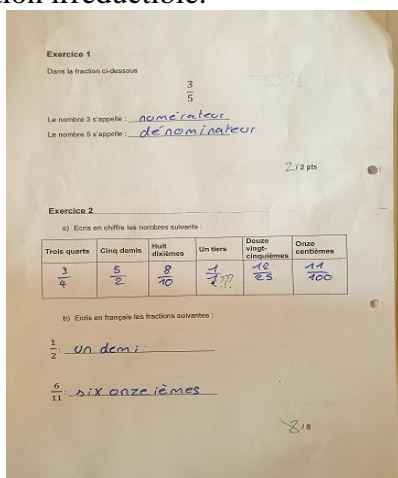 tion irréductible.
Exercice 1
Dans la fraction ci-dessous
3
5
Le nombre 3 s'appelle : numérateur
Le nombre 5 s'appelle : dénominateur
2 / 2 pts
Exercice 2
a) Ecris en chiffre les nombres suivants :
Trois quarts Cinq demis Huit dixièmes Un tiers Douze vingt-cinquièmes Onze centièmes
3/4 5/2 8/10 1/1 ??? 12/25 11/100
b) Ecris en français les fractions suivantes :
1/2 : un demi
6/11 : six onze ièmes
8 / 8